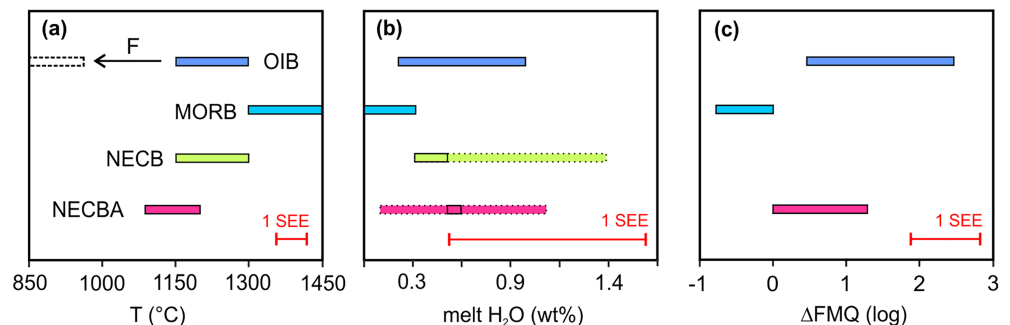 (a)
F
OIB
MORB
NECB
NECBA
1 SEE
850 1000 1150 1300 1450
T (°C)
(b)
1 SEE
0.3 0.9 1.4
melt H₂O (wt%)
(c)
1 SEE
-1 0 1 2 3
ΔFMQ (log)